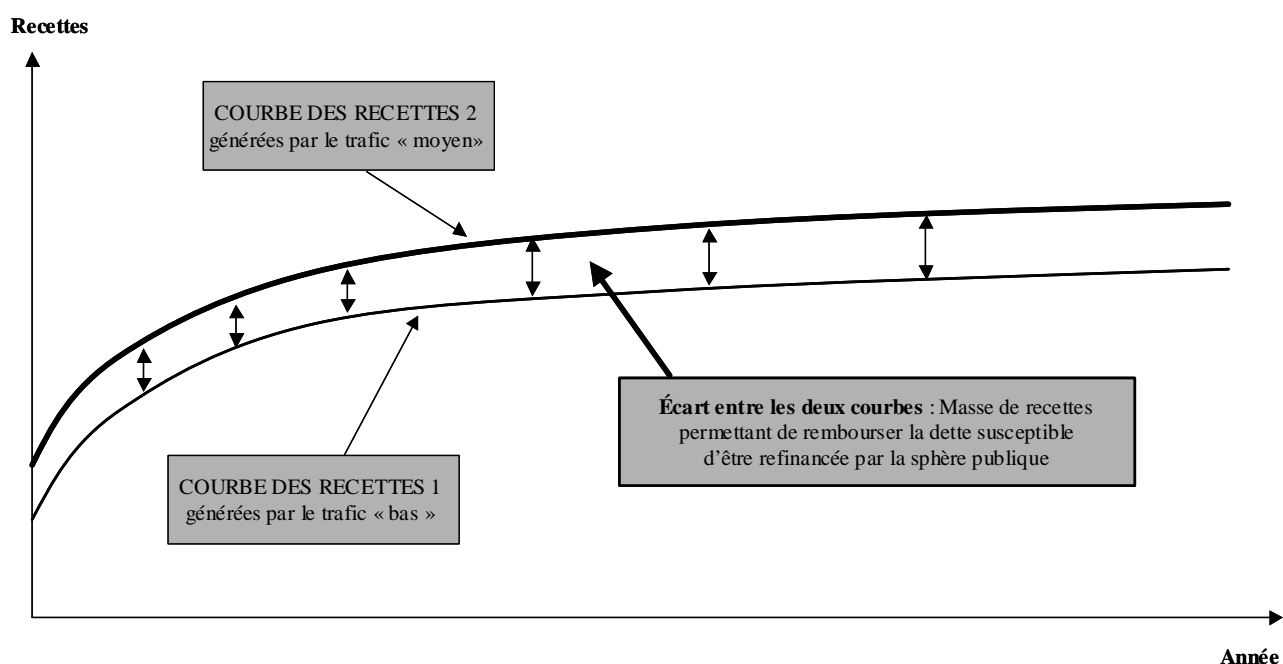 Recettes
COURBE DES RECETTES 2
générées par le trafic « moyen»
Écart entre les deux courbes : Masse de recettes
permettant de rembourser la dette susceptible
d’être refinancée par la sphère publique
COURBE DES RECETTES 1
générées par le trafic « bas »
Année